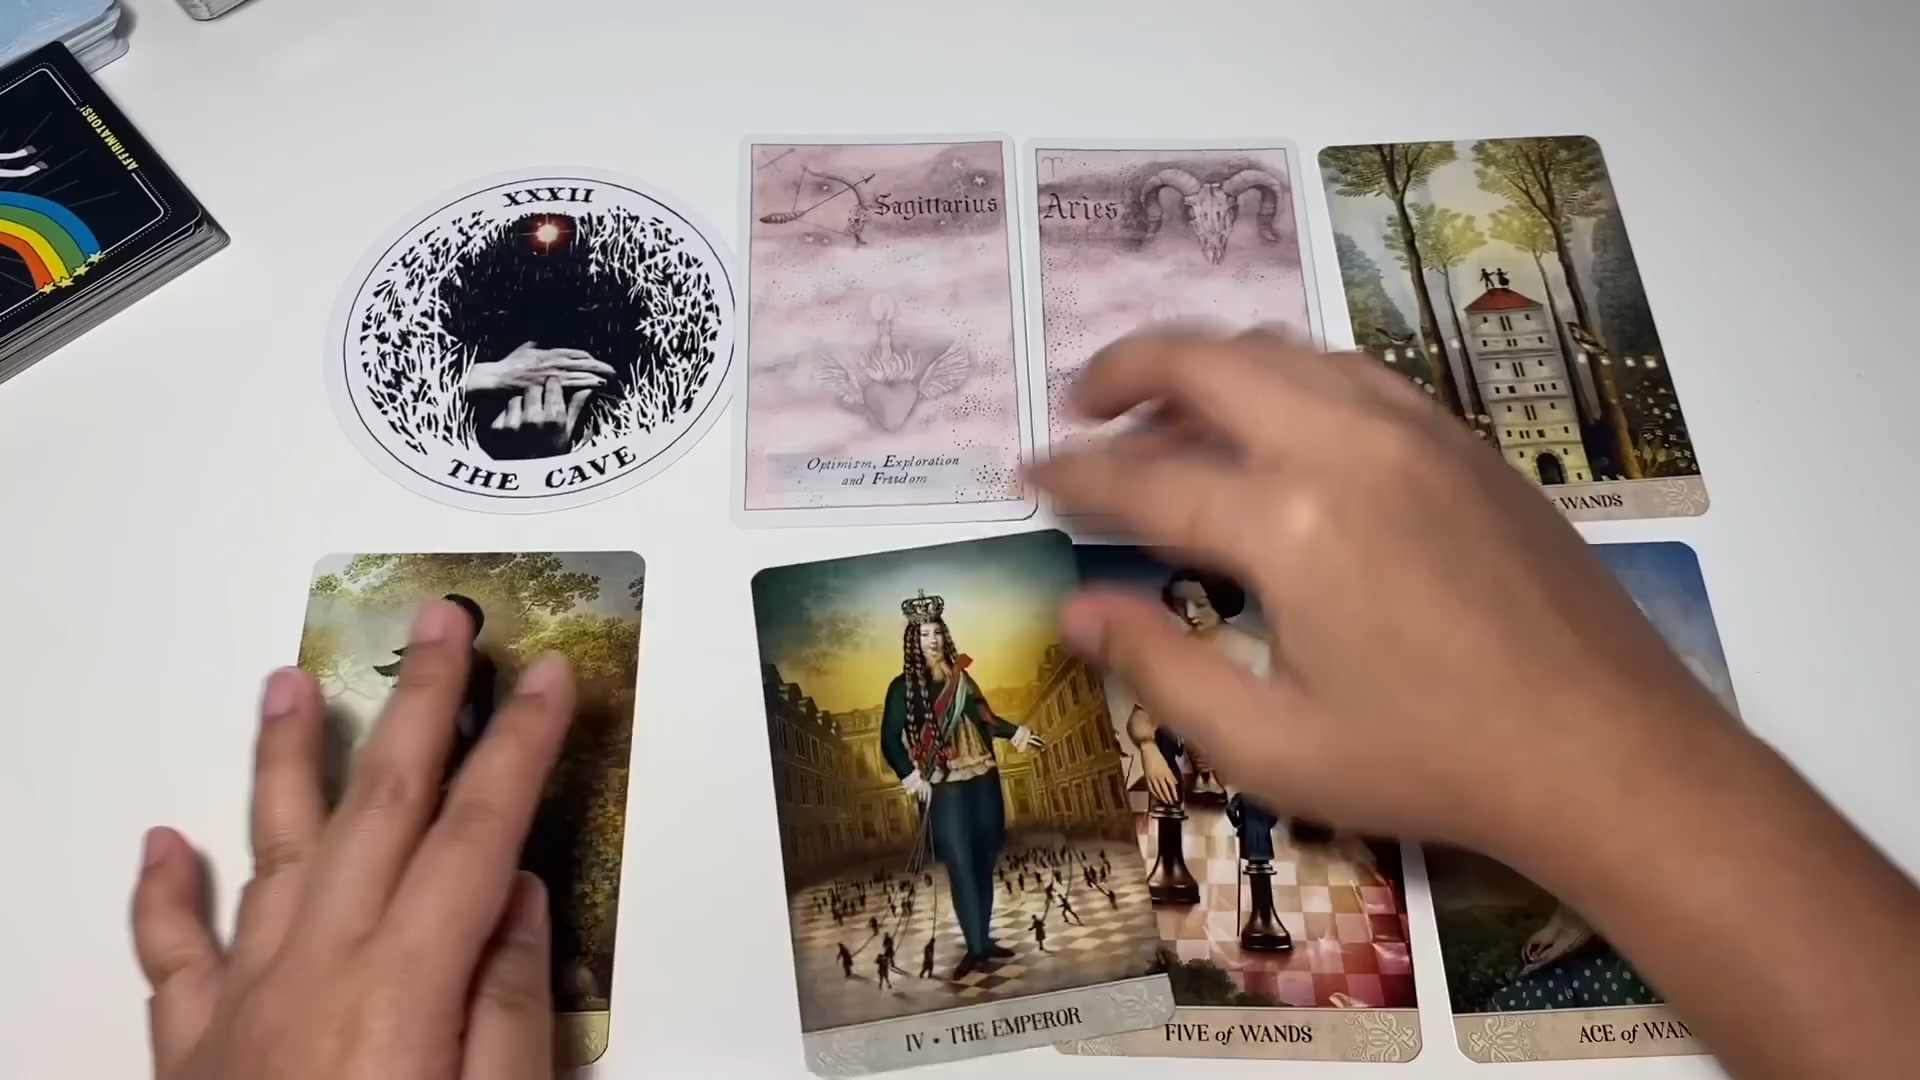 AFFIRMATORS!
XXXII
THE CAVE
Sagittarius
Optimism, Exploration
and Freedom
Aries
WANDS
IV • THE EMPEROR
FIVE of WANDS
ACE of WAN